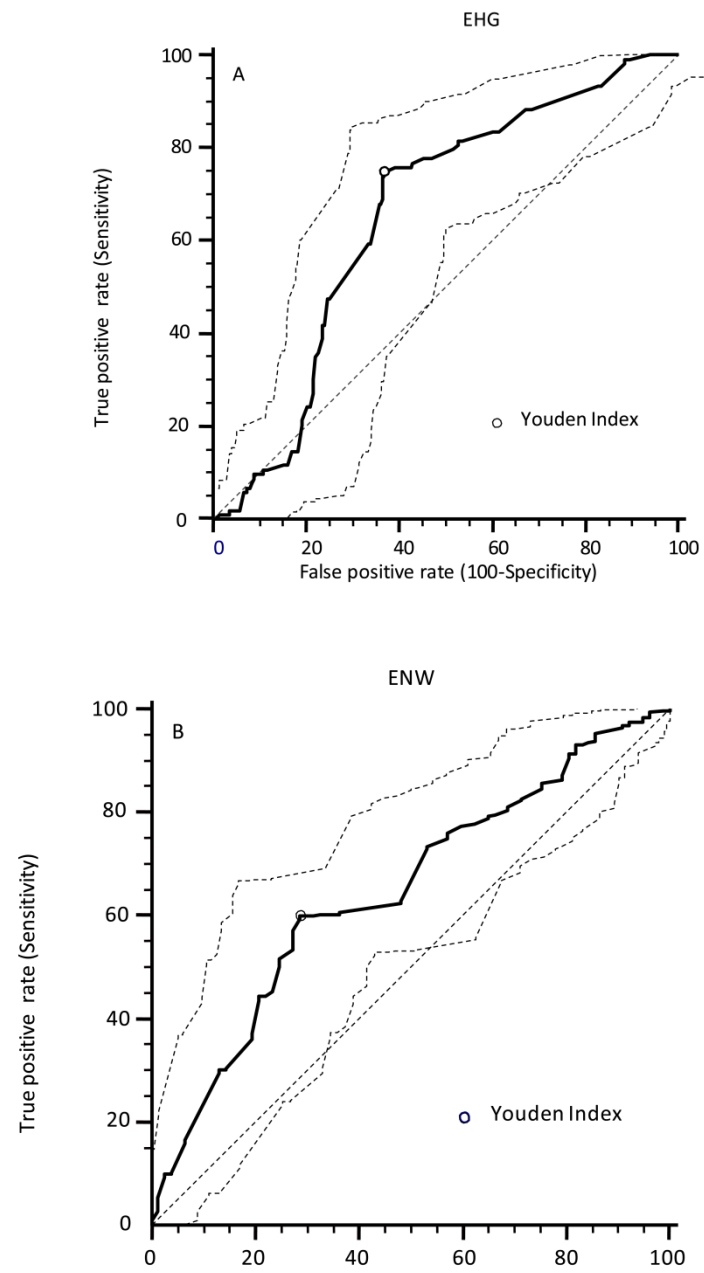 EHG
A
100
80
60
40
20
0
True positive rate (Sensitivity)
Youden Index
0 20 40 60 80 100
False positive rate (100-Specificity)
ENW
B
100
80
60
40
20
0
True positive rate (Sensitivity)
Youden Index
0 20 40 60 80 100